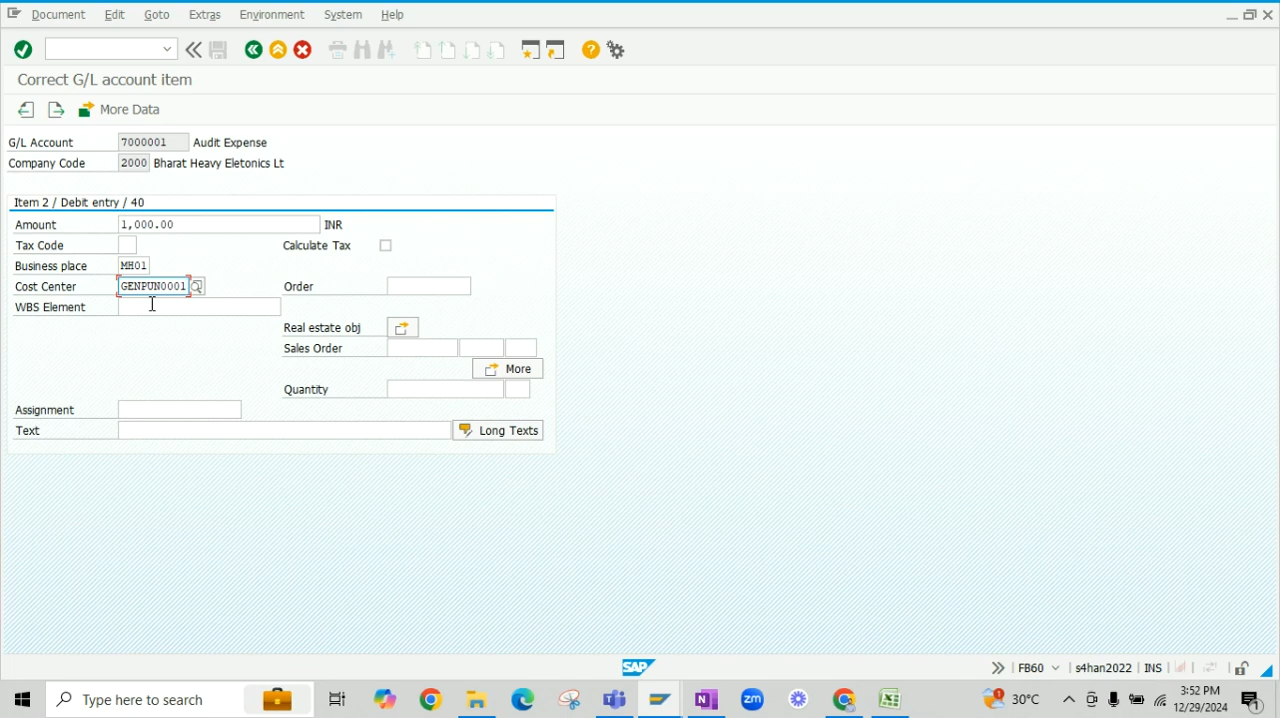 Document Edit Goto Extras Environment System Help
Correct G/L account item
More Data
G/L Account 7000001 Audit Expense
Company Code 2000 Bharat Heavy Eletonics Lt
Item 2 / Debit entry / 40
Amount 1,000.00 INR
Tax Code Calculate Tax
Business place MH01
Cost Center GENPUN0001 Order
WBS Element
Real estate obj
Sales Order
More
Quantity
Assignment
Text Long Texts
SAP FB60 s4han2022 INS
Type here to search 1 30°C 3:52 PM
12/29/2024 1